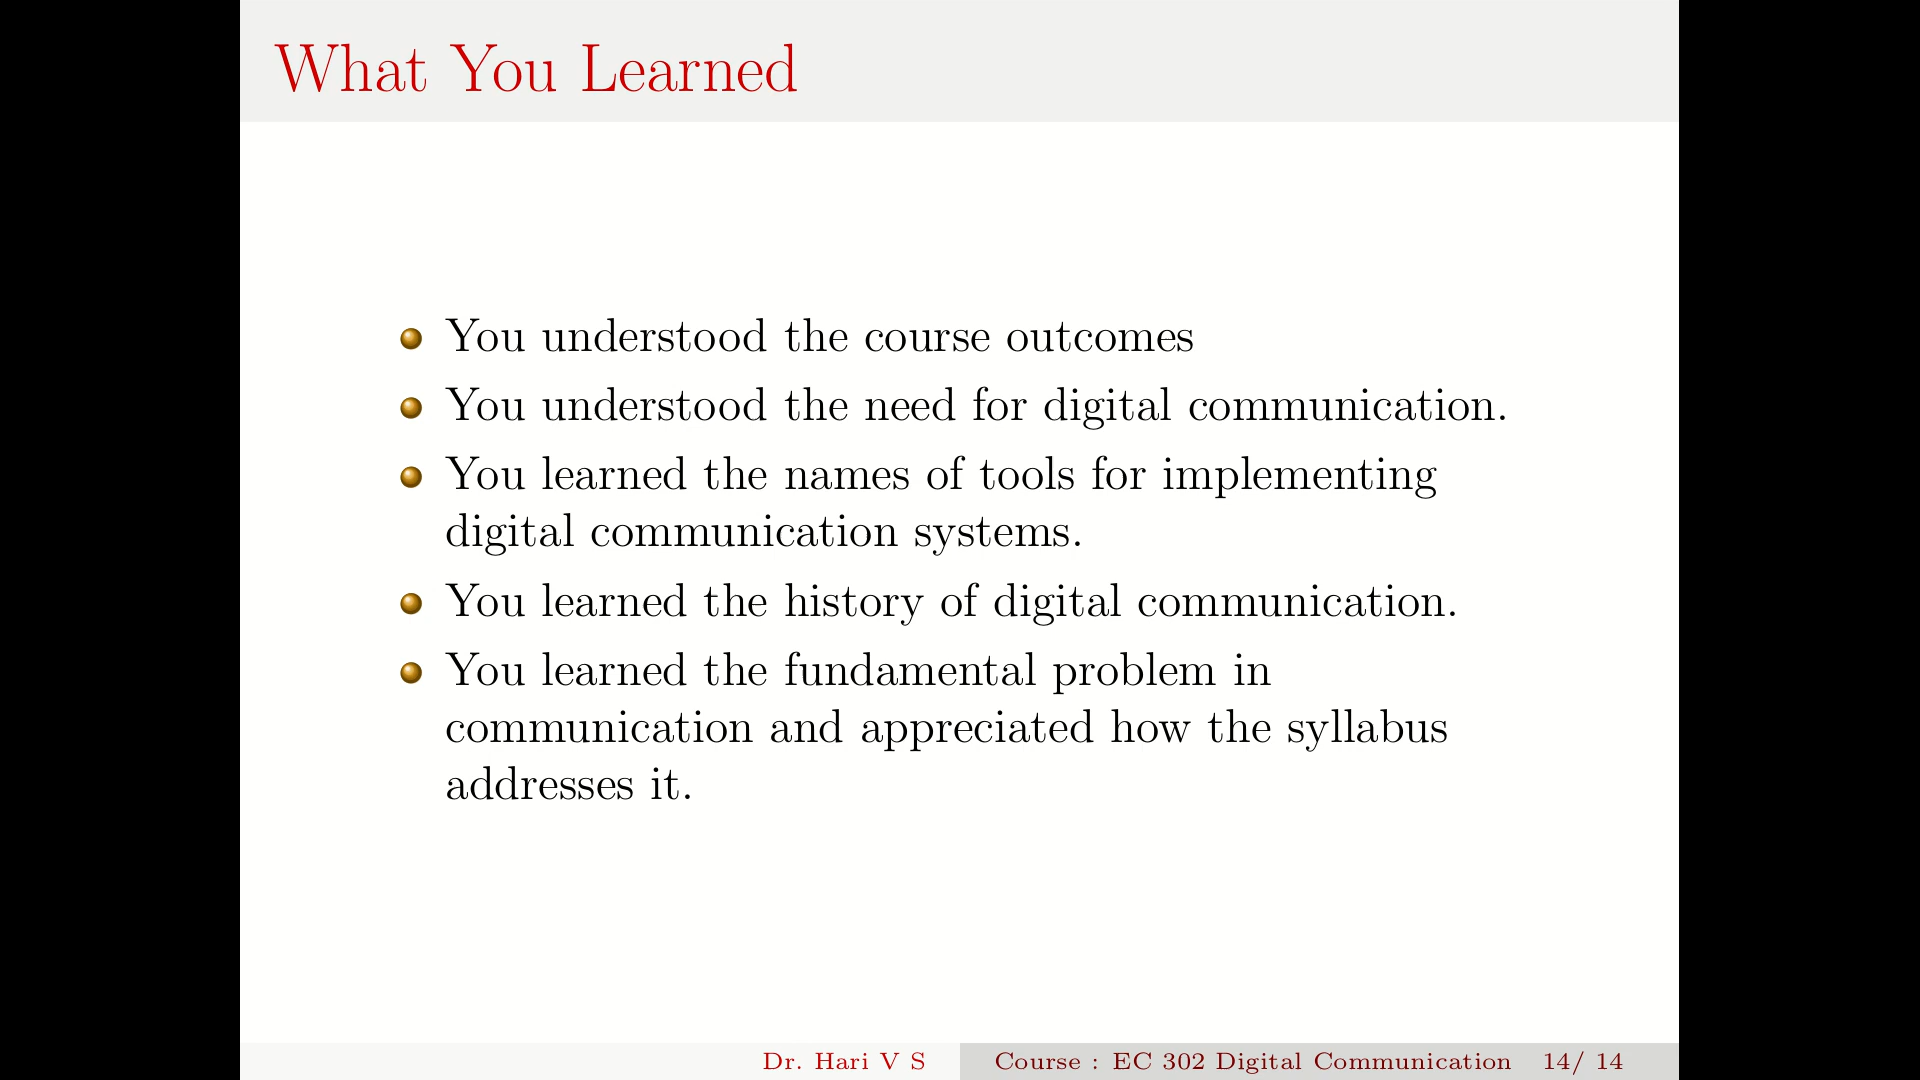 What You Learned
You understood the course outcomes
You understood the need for digital communication.
You learned the names of tools for implementing
digital communication systems.
You learned the history of digital communication.
You learned the fundamental problem in
communication and appreciated how the syllabus
addresses it.
Dr. Hari V S
Course : EC 302 Digital Communication 14/ 14